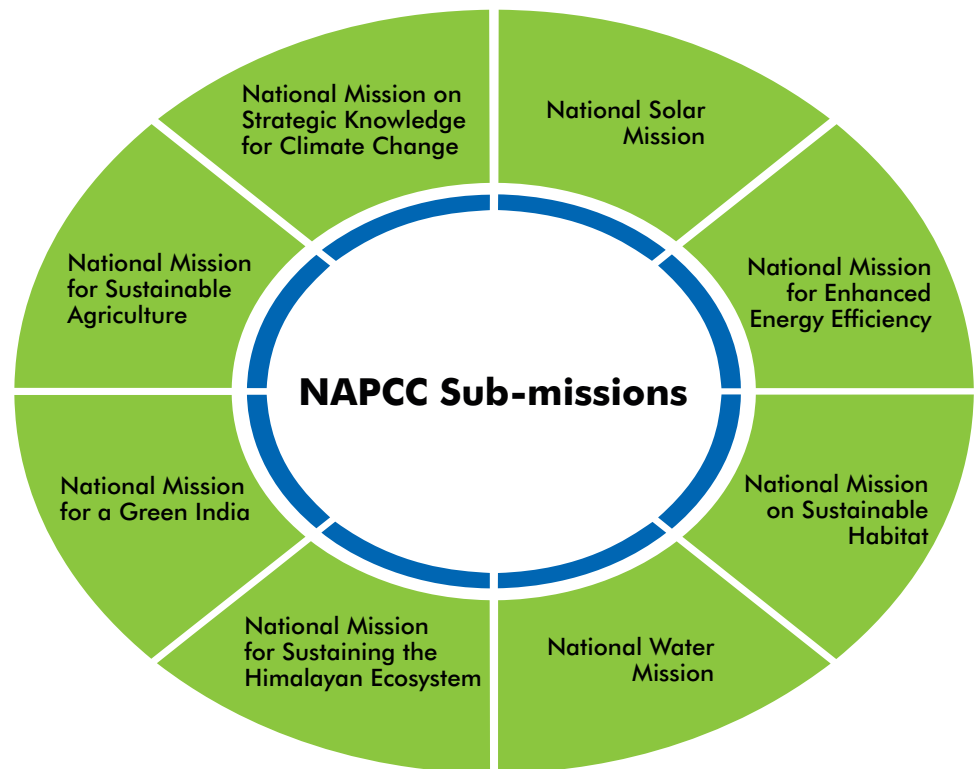 National Mission on
Strategic Knowledge
for Climate Change
National Solar
Mission
National Mission
for Sustainable
Agriculture
National Mission
for Enhanced
Energy Efficiency
NAPCC Sub-missions
National Mission
for a Green India
National Mission
on Sustainable
Habitat
National Mission
for Sustaining the
Himalayan Ecosystem
National Water
Mission